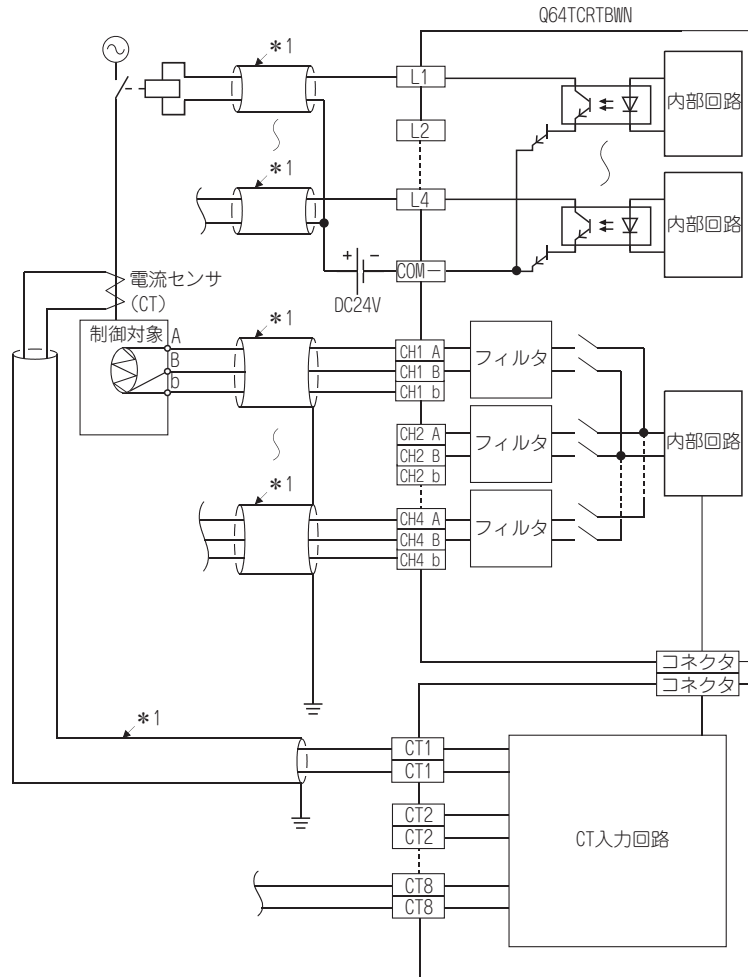 Q64TCRTBWN
*1
L1
内部回路
L2
*1
L4
内部回路
+ -
COM-
DC24V
電流センサ
(CT)
制御対象
A
B
b
*1
CH1 A
CH1 B
CH1 b
フィルタ
CH2 A
CH2 B
CH2 b
フィルタ
内部回路
*1
CH4 A
CH4 B
CH4 b
フィルタ
コネクタ
コネクタ
*1
CT1
CT1
CT2
CT2
CT入力回路
CT8
CT8